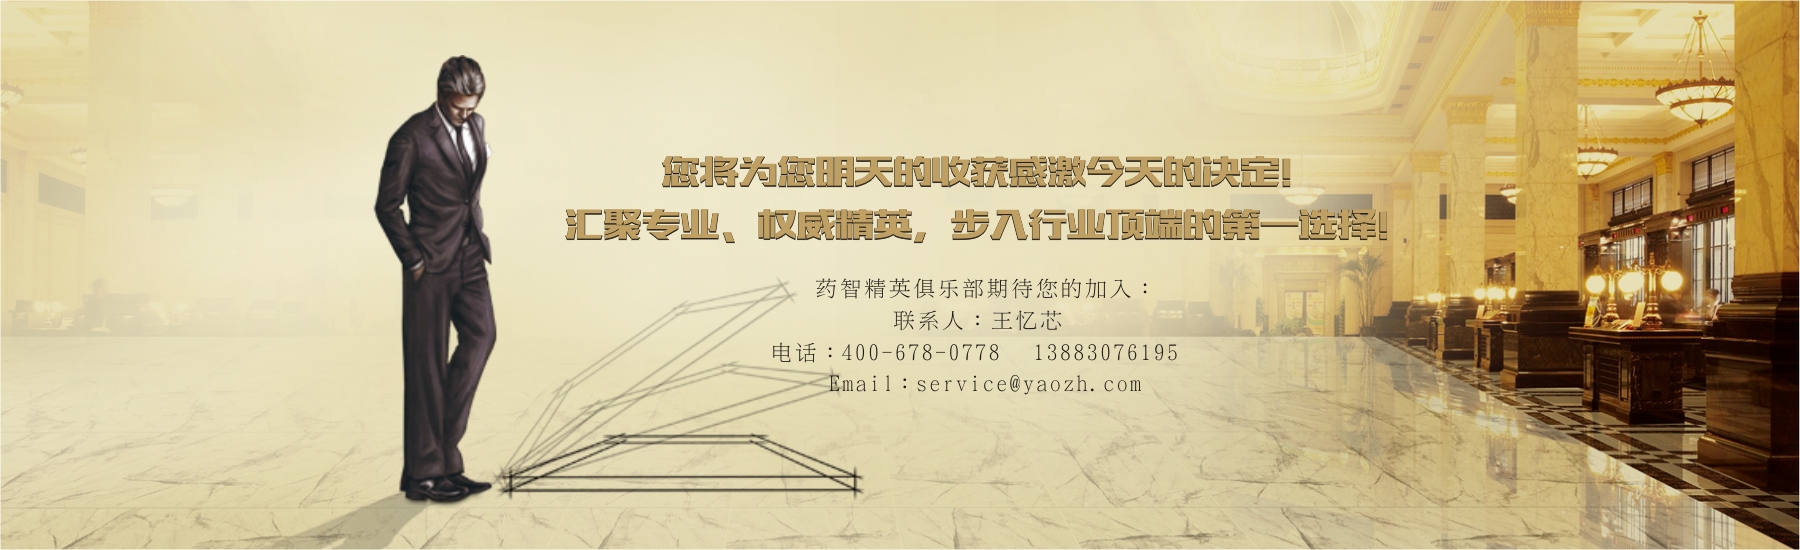 您将为您明天的收获感激今天的决定!
汇聚专业、权威精英,步入行业顶端的第一选择!
药智精英俱乐部期待您的加入：
联系人：王忆芯
电话：400-678-0778 13883076195
Email：service@yaozh.com